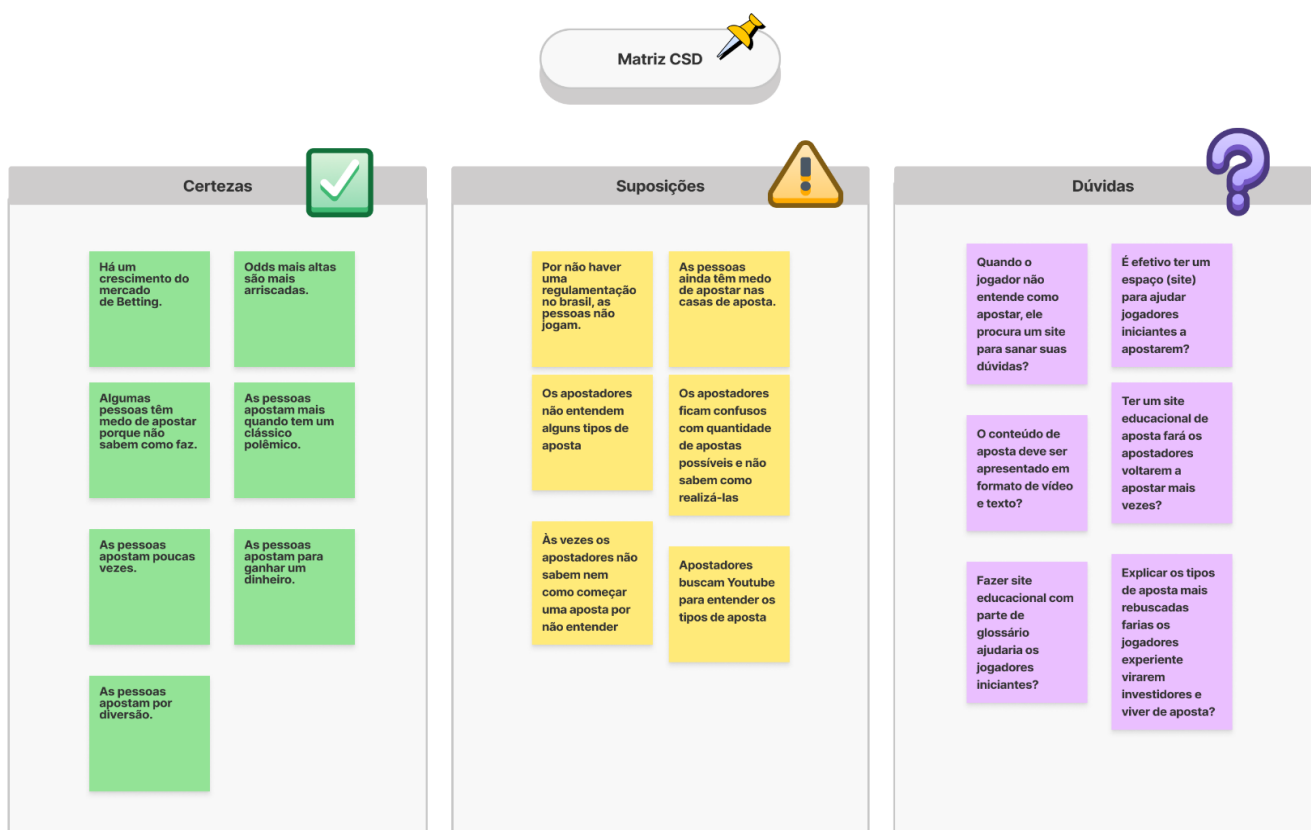 Matriz CSD
Certezas
Há um
crescimento do
mercado
de Betting.
Odds mais altas
são mais
arriscadas.
Algumas
pessoas têm
medo de apostar
porque não
sabem como faz.
As pessoas
apostam mais
quando tem um
clássico
polêmico.
As pessoas
apostam poucas
vezes.
As pessoas
apostam para
ganhar um
dinheiro.
As pessoas
apostam por
diversão.
Suposições
Por não haver
uma
regulamentação
no brasil, as
pessoas não
jogam.
As pessoas
ainda têm medo
de apostar nas
casas de aposta.
Os apostadores
não entendem
alguns tipos de
aposta
Os apostadores
ficam confusos
com quantidade
de apostas
possíveis e não
sabem como
realizá-las
Às vezes os
apostadores não
sabem nem
como começar
uma aposta por
não entender
Apostadores
buscam Youtube
para entender os
tipos de aposta
Dúvidas
Quando o
jogador não
entende como
apostar, ele
procura um site
para sanar suas
dúvidas?
É efetivo ter um
espaço (site)
para ajudar
jogadores
iniciantes a
apostarem?
O conteúdo de
aposta deve ser
apresentado em
formato de vídeo
e texto?
Ter um site
educacional de
aposta fará os
apostadores
voltarem a
apostar mais
vezes?
Fazer site
educacional com
parte de
glossário
ajudaria os
jogadores
iniciantes?
Explicar os tipos
de aposta mais
rebuscadas
farias os
jogadores
experiente
virarem
investidores e
viver de aposta?